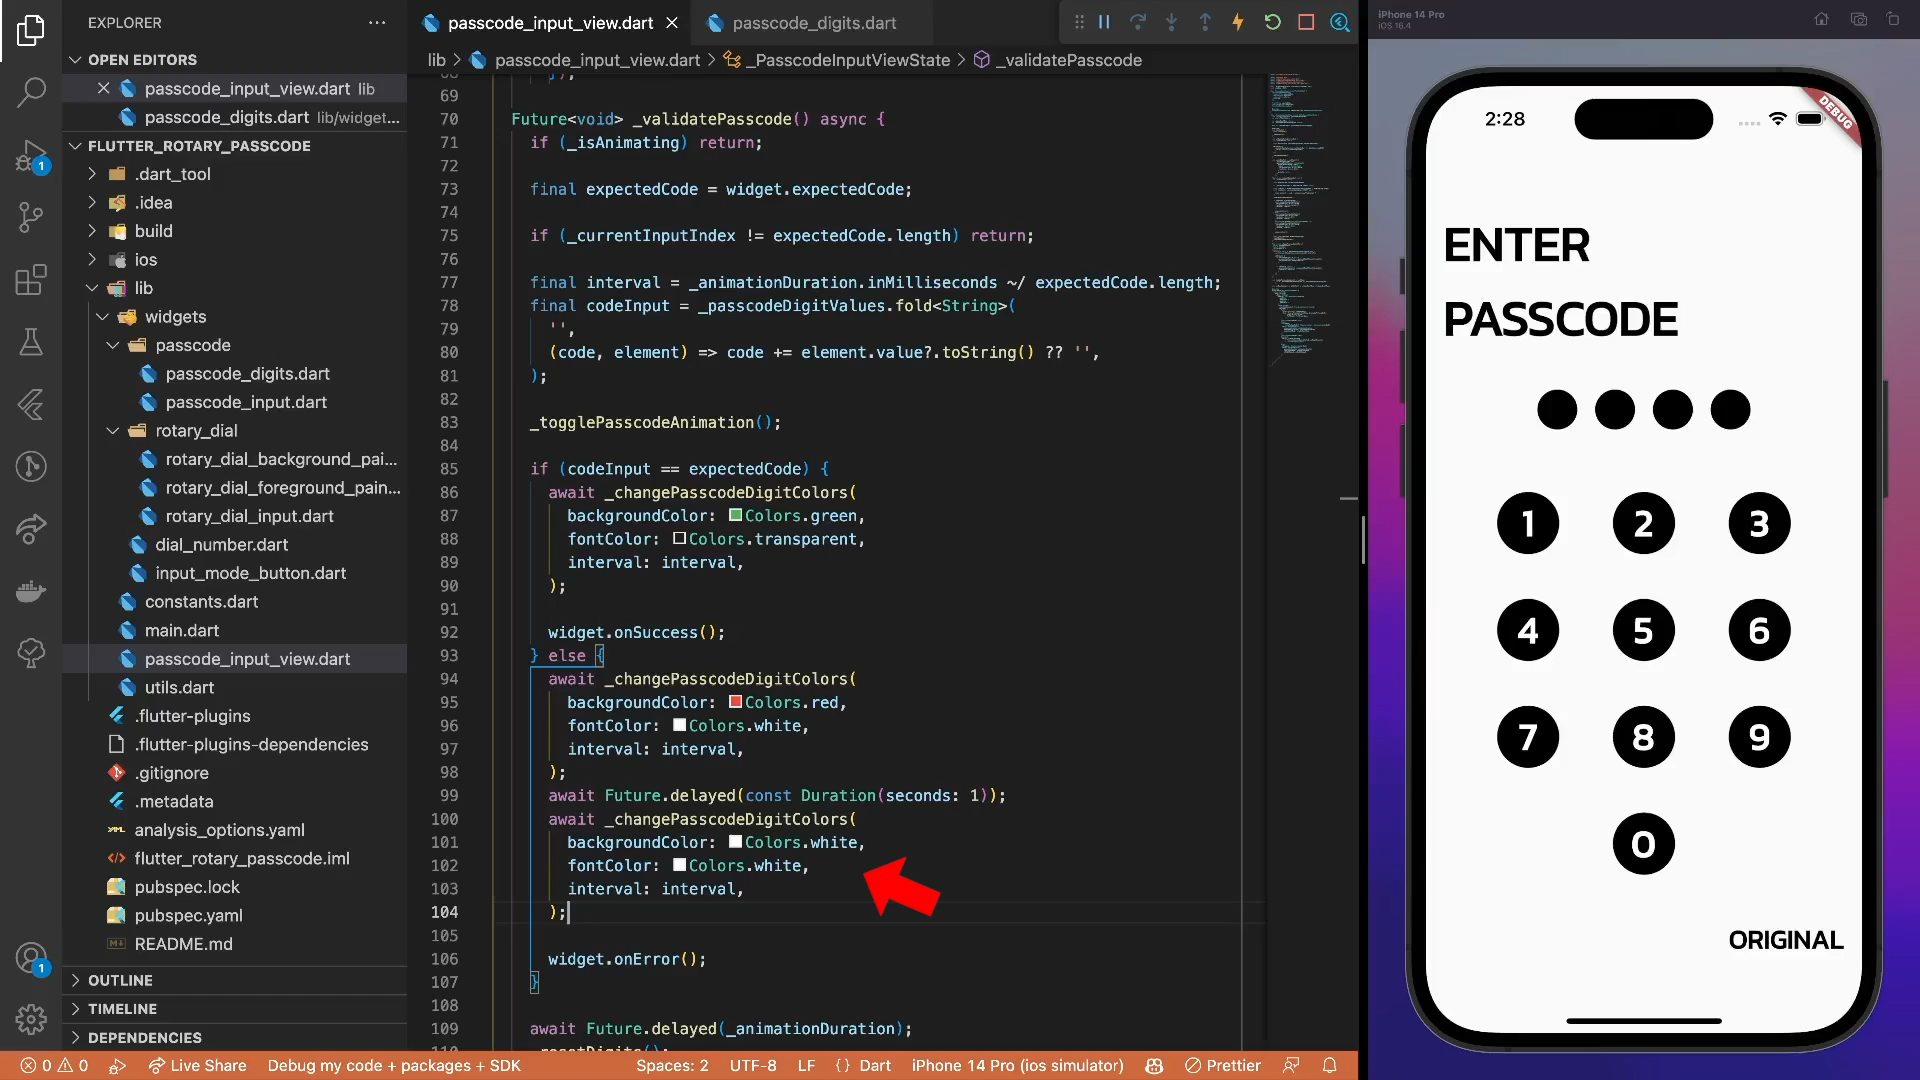 EXPLORER
OPEN EDITORS
passcode_input_view.dart lib
passcode_digits.dart lib/widget...
FLUTTER_ROTARY_PASSCODE
.dart_tool
.idea
build
ios
lib
widgets
passcode
passcode_digits.dart
passcode_input.dart
rotary_dial
rotary_dial_background_pai...
rotary_dial_foreground_pain...
rotary_dial_input.dart
dial_number.dart
input_mode_button.dart
constants.dart
main.dart
passcode_input_view.dart
utils.dart
.flutter-plugins
.flutter-plugins-dependencies
.gitignore
.metadata
analysis_options.yaml
flutter_rotary_passcode.iml
pubspec.lock
pubspec.yaml
README.md
OUTLINE
TIMELINE
DEPENDENCIES
1
1
passcode_input_view.dart
passcode_digits.dart
lib > passcode_input_view.dart > _PasscodeInputViewState > _validatePasscode
69
70 Future<void> _validatePasscode() async {
71 if (_isAnimating) return;
72
73 final expectedCode = widget.expectedCode;
74
75 if (_currentInputIndex != expectedCode.length) return;
76
77 final interval = _animationDuration.inMilliseconds ~/ expectedCode.length;
78 final codeInput = _passcodeDigitValues.fold<String>(
79 '',
80 (code, element) => code += element.value?.toString() ?? '',
81 );
82
83 _togglePasscodeAnimation();
84
85 if (codeInput == expectedCode) {
86 await _changePasscodeDigitColors(
87 backgroundColor: Colors.green,
88 fontColor: Colors.transparent,
89 interval: interval,
90 );
91
92 widget.onSuccess();
93 } else {
94 await _changePasscodeDigitColors(
95 backgroundColor: Colors.red,
96 fontColor: Colors.white,
97 interval: interval,
98 );
99 await Future.delayed(const Duration(seconds: 1));
100 await _changePasscodeDigitColors(
101 backgroundColor: Colors.white,
102 fontColor: Colors.white,
103 interval: interval,
104 );
105
106 widget.onError();
107 }
108
109 await Future.delayed(_animationDuration);
0 0 Live Share Debug my code + packages + SDK Spaces: 2 UTF-8 LF {} Dart iPhone 14 Pro (ios simulator) Prettier
iPhone 14 Pro
iOS 16.4
2:28
DEBUG
ENTER
PASSCODE
1 2 3
4 5 6
7 8 9
0
ORIGINAL